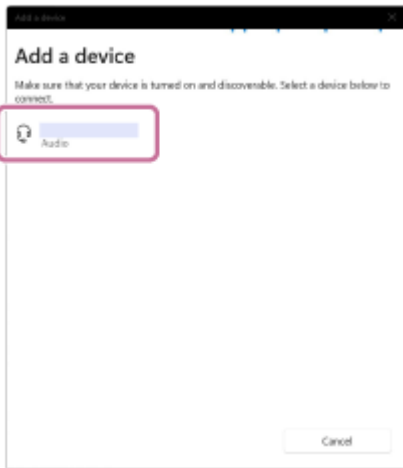 Add a device
Add a device
Make sure that your device is turned on and discoverable. Select a device below to
connect.
Audio
Cancel